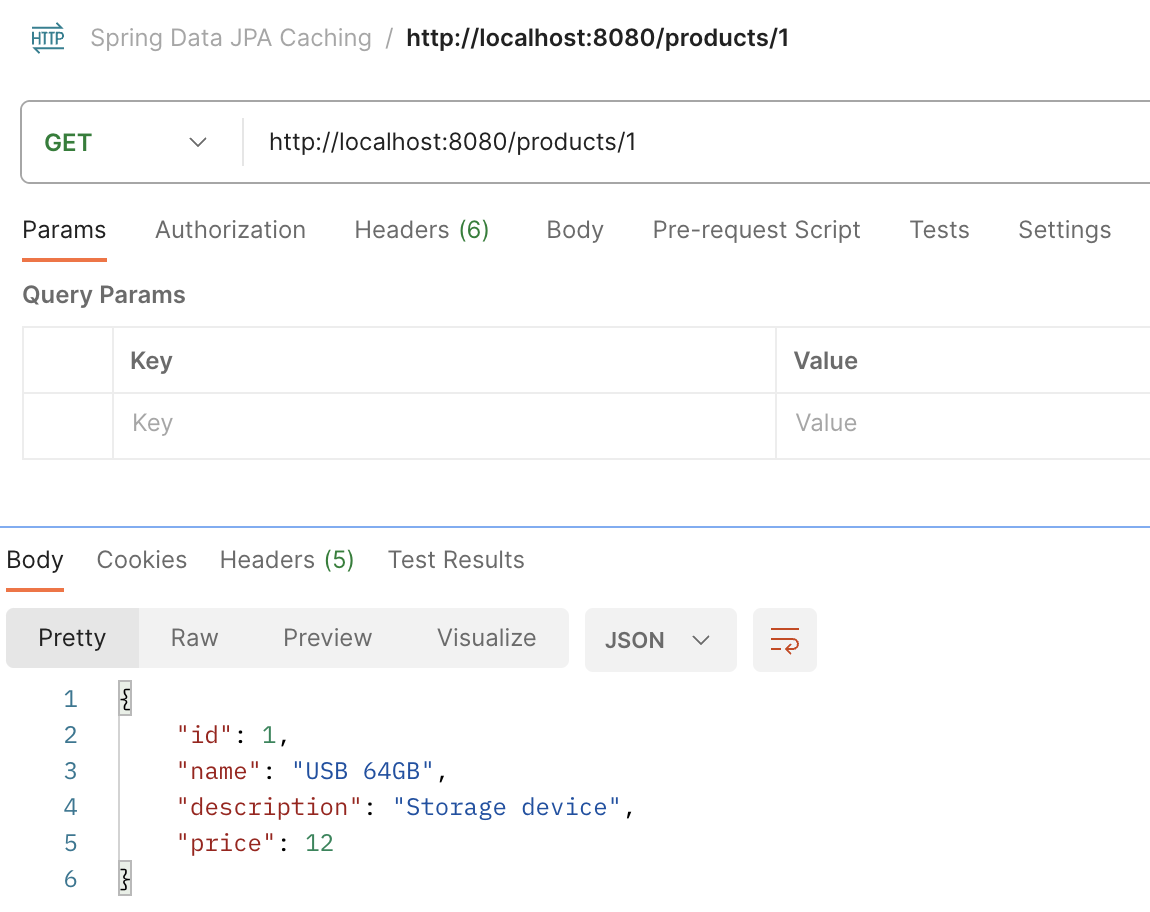 HTTP Spring Data JPA Caching / http://localhost:8080/products/1
GET http://localhost:8080/products/1
Params Authorization Headers (6) Body Pre-request Script Tests Settings
Query Params
Key Value
Key Value
Body Cookies Headers (5) Test Results
Pretty Raw Preview Visualize JSON
1 {
2 "id": 1,
3 "name": "USB 64GB",
4 "description": "Storage device",
5 "price": 12
6 }